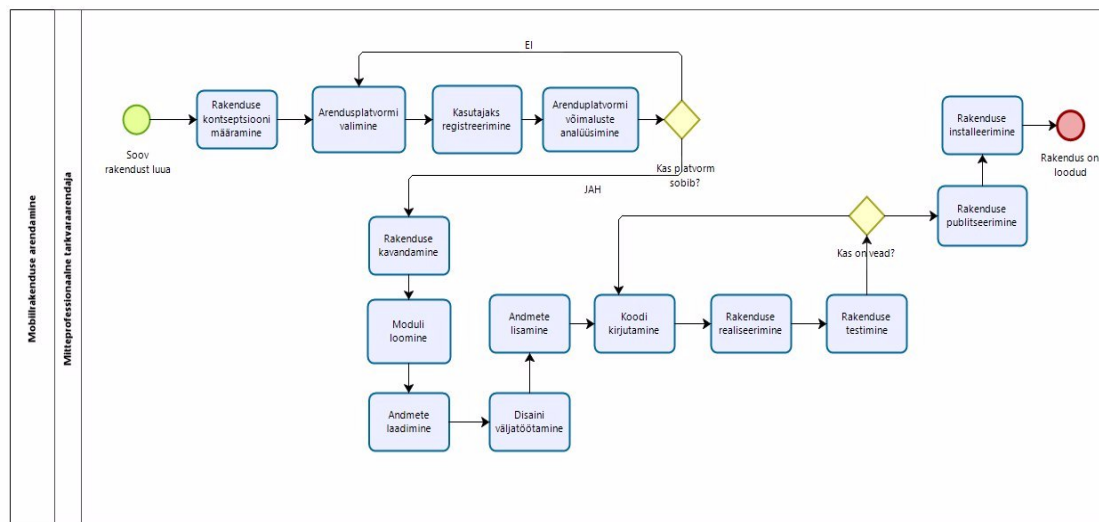 Mobiilrakenduse arendamine
Mitteprofessionaalne tarkvaraarendaja
Soov
rakendust luua
Rakenduse
kontseptsiooni
määramine
Arendusplatvormi
valimine
Kasutajaks
registreerimine
Arenduplatvormi
võimaluste
analüüsimine
EI
Kas platvorm
sobib?
JAH
Rakenduse
kavandamine
Moduli
loomine
Andmete
laadimine
Disaini
väljatöötamine
Andmete
lisamine
Koodi
kirjutamine
Rakenduse
realiseerimine
Rakenduse
testimine
Kas on vead?
Rakenduse
publitseerimine
Rakenduse
installeerimine
Rakendus on
loodud